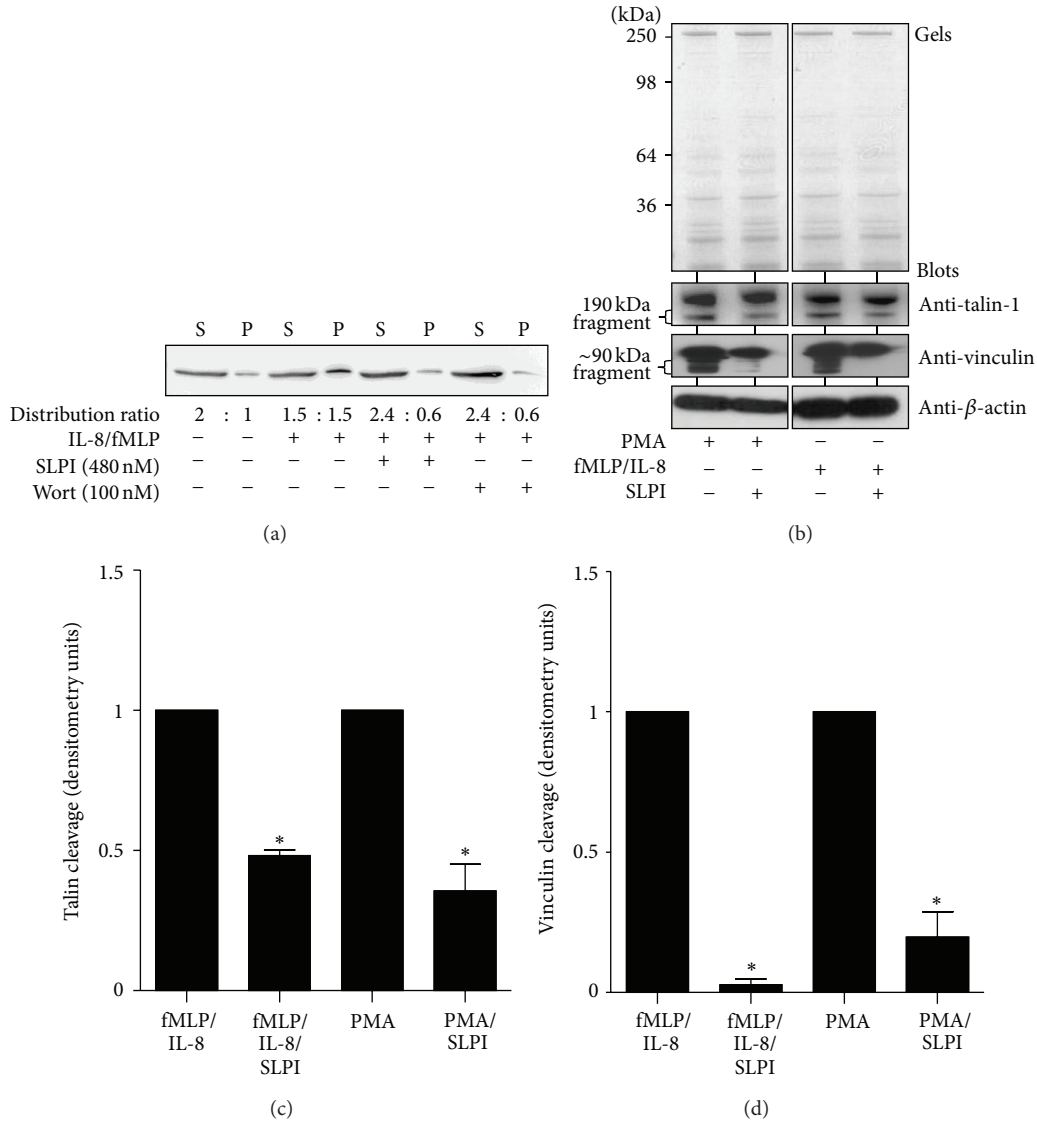 S P S P S P S P
Distribution ratio 2 : 1 1.5 : 1.5 2.4 : 0.6 2.4 : 0.6
IL-8/fMLP − − + + + + + +
SLPI (480 nM) − − − − + + − −
Wort (100 nM) − − − − − − + +
(a)
(kDa)
250
98
64
36
Gels
Blots
190 kDa
fragment
Anti-talin-1
~90 kDa
fragment
Anti-vinculin
Anti-β-actin
PMA + + − −
fMLP/IL-8 − − + +
SLPI − + − +
(b)
Talin cleavage (densitometry units)
1.5
1
0.5
0
* *
fMLP/
IL-8
fMLP/
IL-8/
SLPI
PMA
PMA/
SLPI
(c)
Vinculin cleavage (densitometry units)
1.5
1
0.5
0
* *
fMLP/
IL-8
fMLP/
IL-8/
SLPI
PMA
PMA/
SLPI
(d)